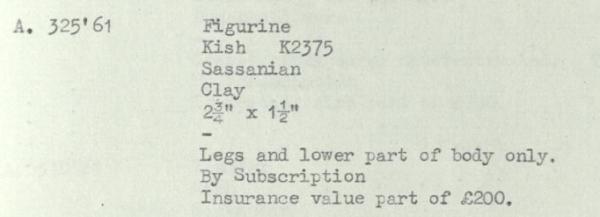 A. 325'61 Figurine
Kish K2375
Sassanian
Clay
2¾" x 1½"
-
Legs and lower part of body only.
By Subscription
Insurance value part of £200.